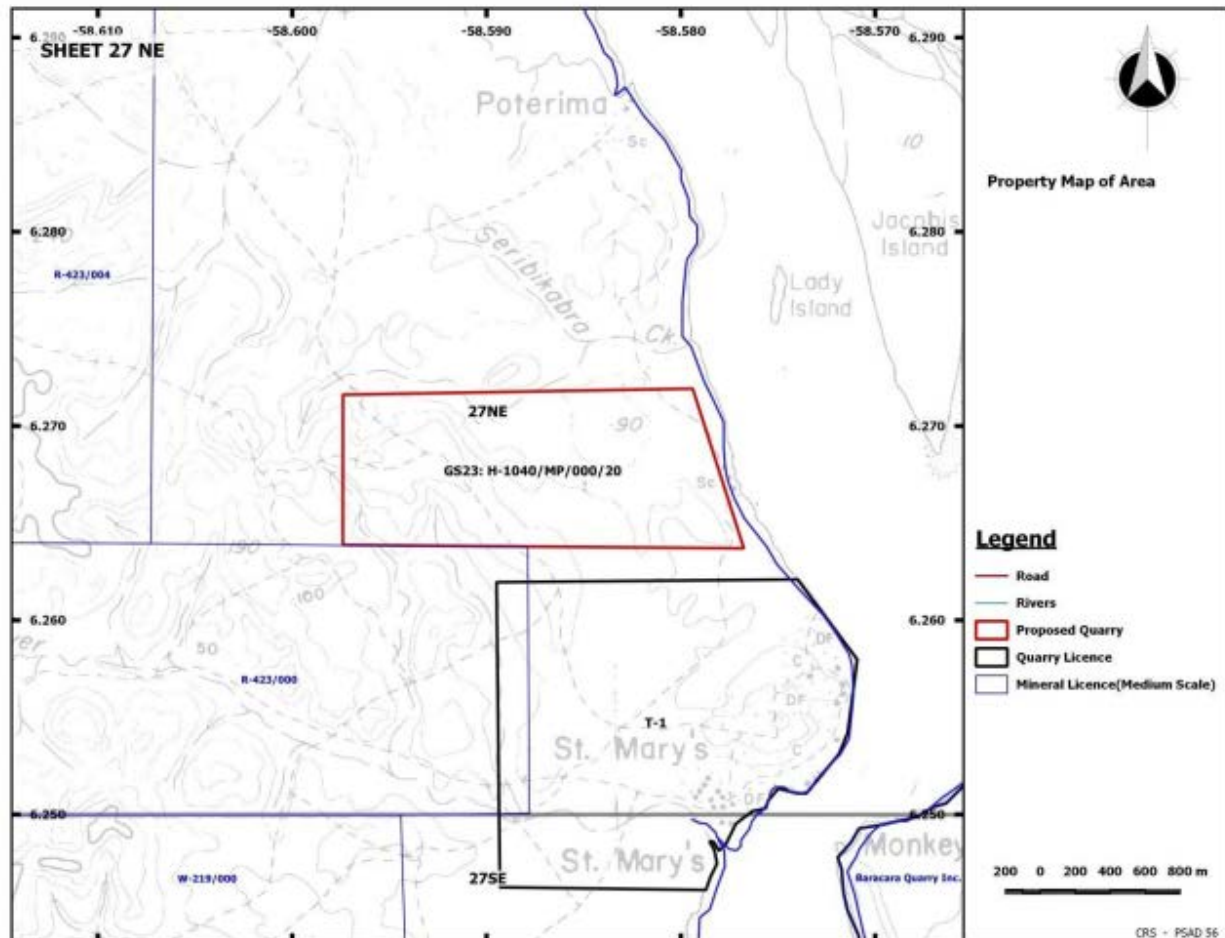 -58.610
-58.600
-58.590
-58.580
-58.570
6.290
6.290
SHEET 27 NE
Poterima
Sc
10
Property Map of Area
6.280
6.280
Jacobis
Island
Seribikabra
Ck.
Lady
Island
R-423/004
27NE
90
6.270
6.270
GS23: H-1040/MP/000/20
Sc
190
100
6.260
6.260
50
R-423/000
DF
C
DF
T-1
St. Mary's
C
DF
6.250
6.250
St. Mary's
Monkey
W-219/000
27SE
Baracara Quarry Inc.
Legend
Road
Rivers
Proposed Quarry
Quarry Licence
Mineral Licence(Medium Scale)
200 0 200 400 600 800 m
CRS - PSAD 56